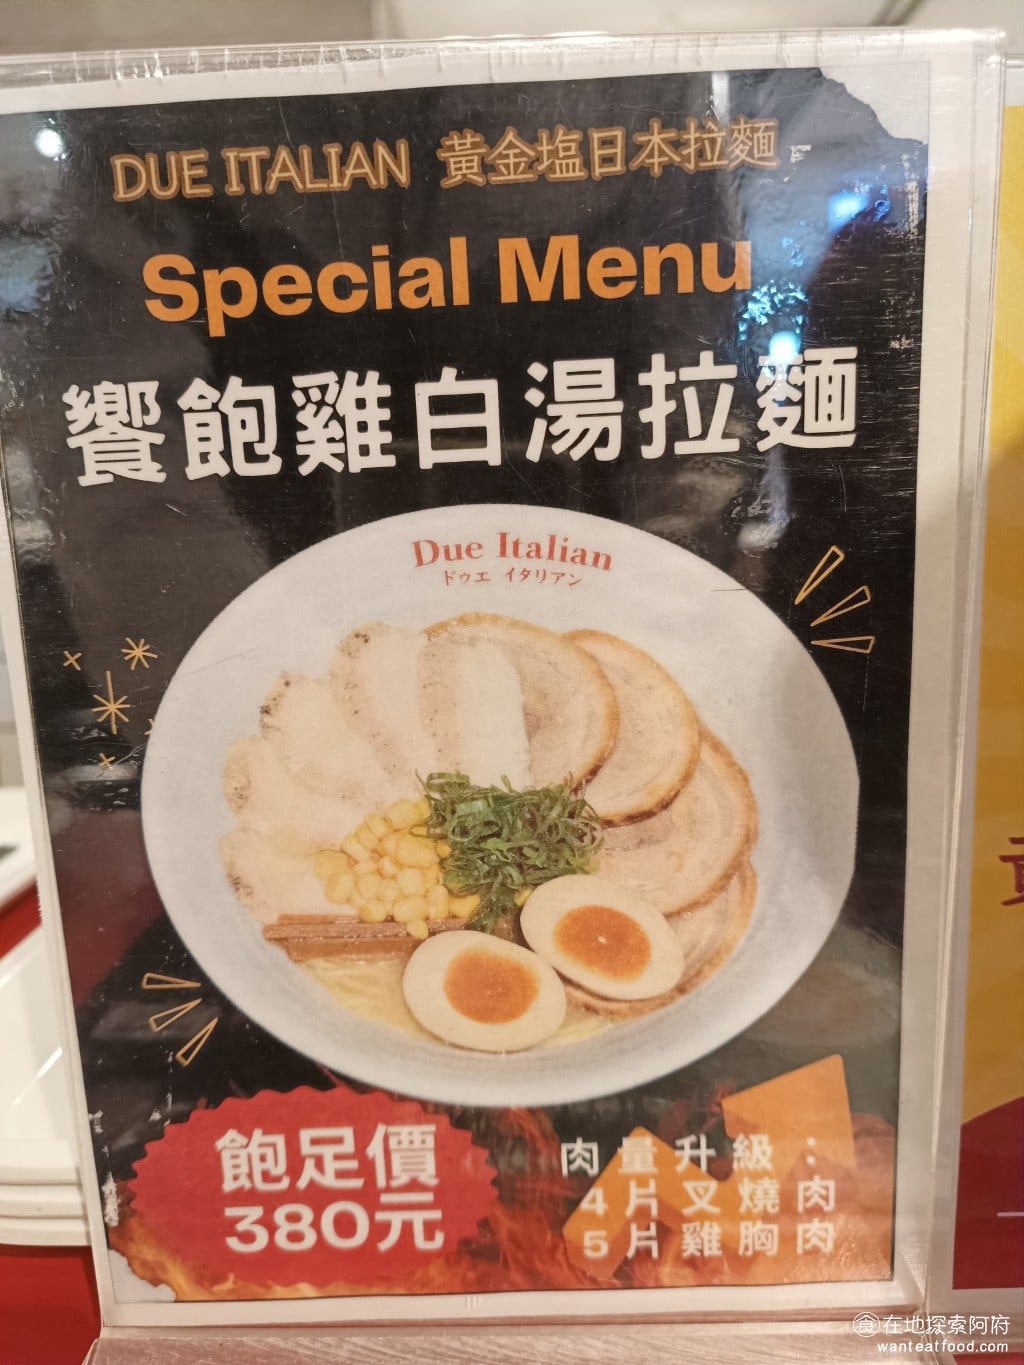 DUE ITALIAN 黃金塩日本拉麵
Special Menu
饗飽雞白湯拉麵
Due Italian
ドゥエ イタリアン
飽足價
380元
肉量升級：
4片叉燒肉
5片雞胸肉
食在地探索阿府
wanteatfood.com